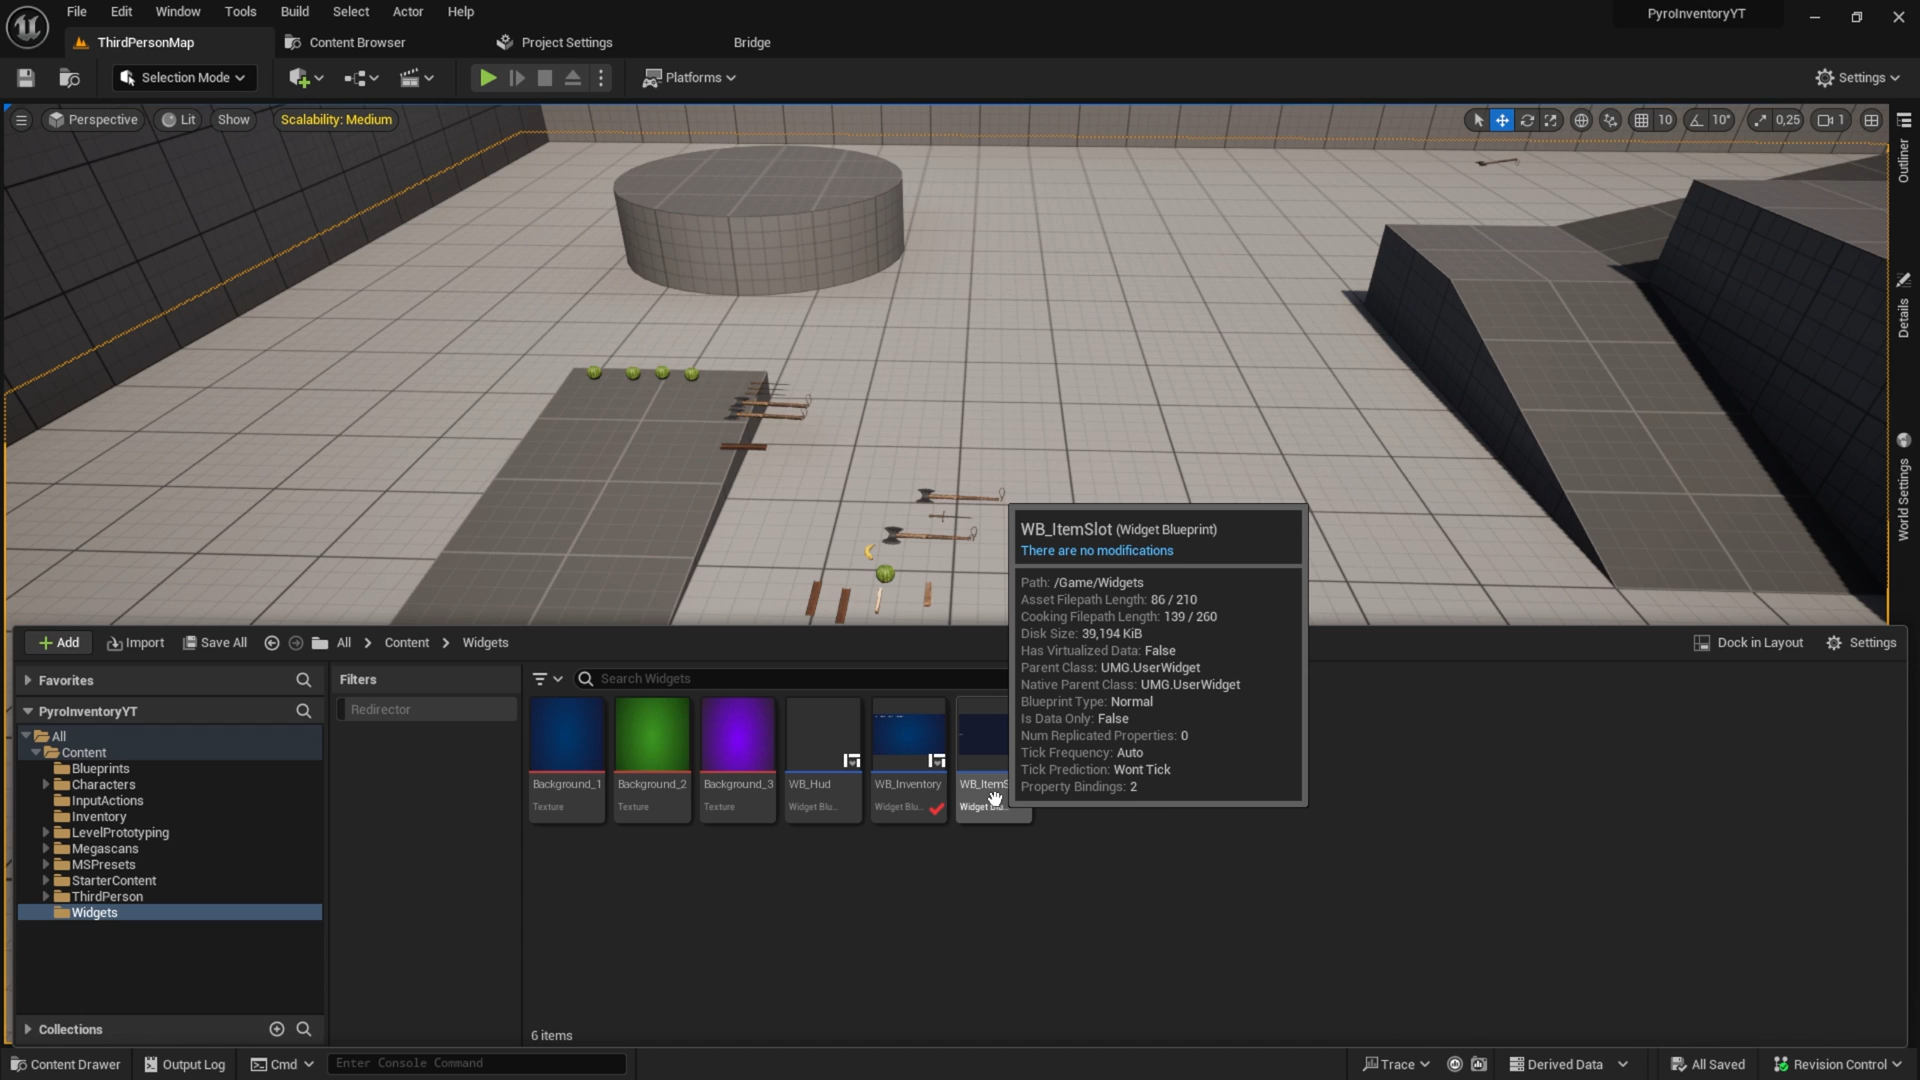 File Edit Window Tools Build Select Actor Help
PyroInventoryYT
ThirdPersonMap
Content Browser
Project Settings
Bridge
Selection Mode
Platforms
Settings
Perspective
Lit
Show
Scalability: Medium
10
10°
0,25
1
Outliner
Details
World Settings
WB_ItemSlot (Widget Blueprint)
There are no modifications
Path: /Game/Widgets
Asset Filepath Length: 86 / 210
Cooking Filepath Length: 139 / 260
Disk Size: 39,194 KiB
Has Virtualized Data: False
Parent Class: UMG.UserWidget
Native Parent Class: UMG.UserWidget
Blueprint Type: Normal
Is Data Only: False
Num Replicated Properties: 0
Tick Frequency: Auto
Tick Prediction: Wont Tick
Property Bindings: 2
Add
Import
Save All
All
Content
Widgets
Dock in Layout
Settings
Favorites
PyroInventoryYT
All
Content
Blueprints
Characters
InputActions
Inventory
LevelPrototyping
Megascans
MSPresets
StarterContent
ThirdPerson
Widgets
Collections
Filters
Redirector
Search Widgets
Background_1
Texture
Background_2
Texture
Background_3
Texture
WB_Hud
Widget Blu...
WB_Inventory
Widget Blu...
WB_ItemS
Widget Blu...
6 items
Content Drawer
Output Log
Cmd
Enter Console Command
Trace
Derived Data
All Saved
Revision Control